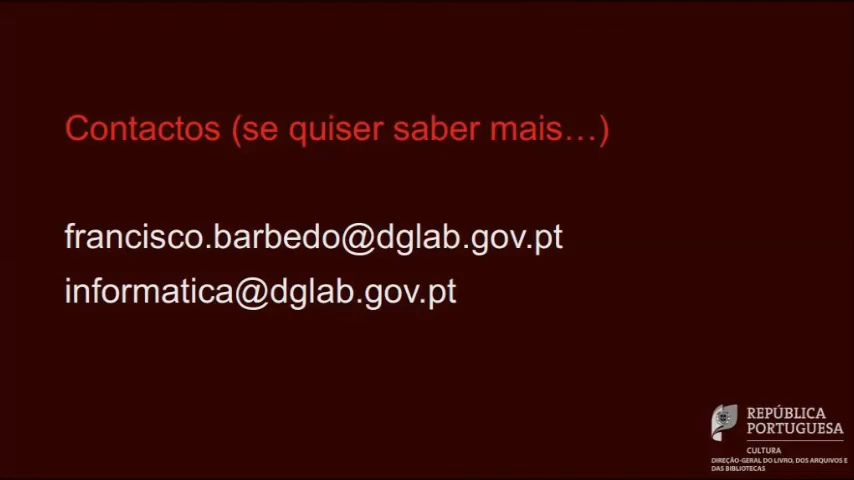 Contactos (se quiser saber mais…)
francisco.barbedo@dglab.gov.pt
informatica@dglab.gov.pt
REPÚBLICA
PORTUGUESA
CULTURA
DIREÇÃO-GERAL DO LIVRO, DOS ARQUIVOS E
DAS BIBLIOTECAS